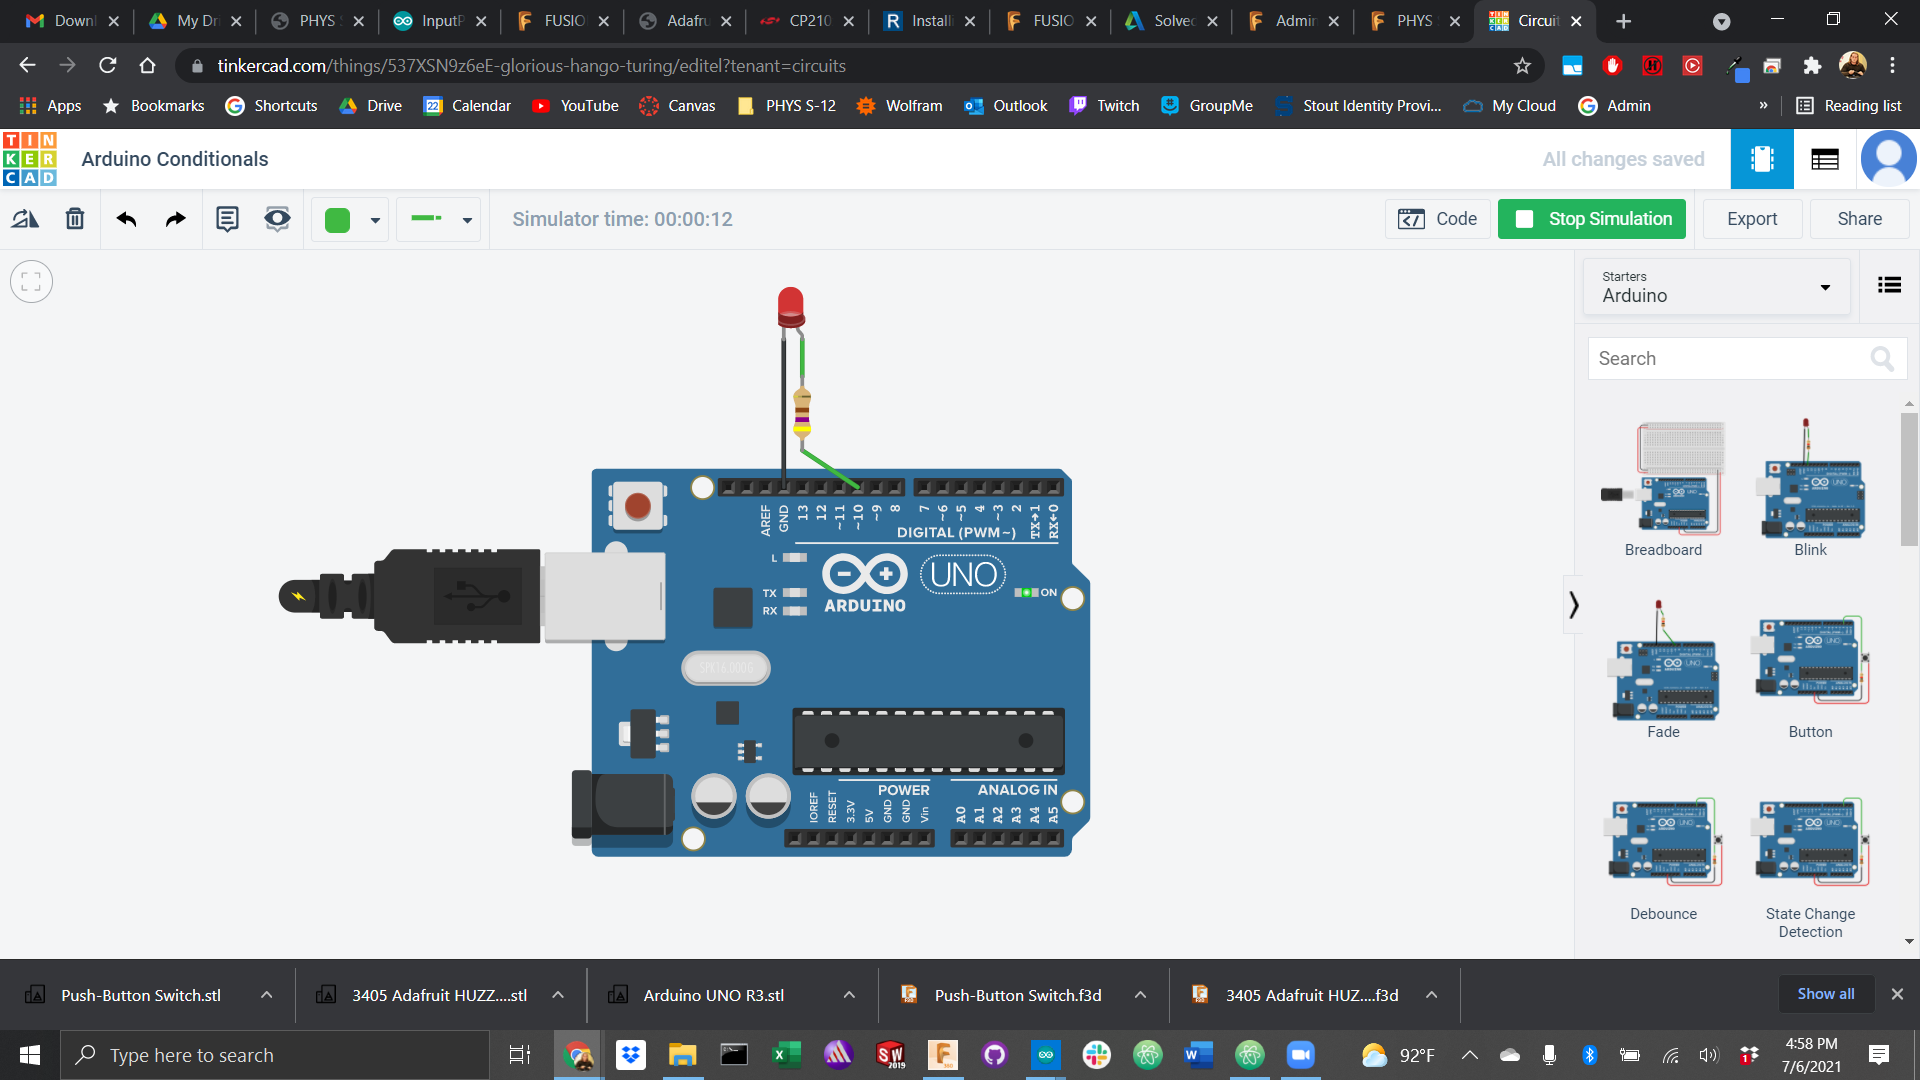 Downl
My Dri
PHYS S
InputP
FUSIO
Adafru
CP210
Installi
FUSIO
Solved
Admin
PHYS
Circuit
tinkercad.com/things/537XSN9z6eE-glorious-hango-turing/editel?tenant=circuits
Apps
Bookmarks
Shortcuts
Drive
Calendar
YouTube
Canvas
PHYS S-12
Wolfram
Outlook
Twitch
GroupMe
Stout Identity Provi...
My Cloud
Admin
»
Reading list
TIN
KER
CAD
Arduino Conditionals
All changes saved
Simulator time: 00:00:12
Code
Stop Simulation
Export
Share
Starters
Arduino
Search
Breadboard
Blink
Fade
Button
Debounce
State Change
Detection
AREF
GND
13
12
~11
~10
~9
8
7
~6
~5
4
~3
2
TX→1
RX←0
DIGITAL (PWM~)
L
TX
RX
ARDUINO
UNO
ON
POWER
ANALOG IN
IOREF
RESET
3.3V
5V
GND
GND
Vin
A0
A1
A2
A3
A4
A5
Push-Button Switch.stl
3405 Adafruit HUZZ....stl
Arduino UNO R3.stl
Push-Button Switch.f3d
3405 Adafruit HUZ....f3d
Show all
Type here to search
92°F
4:58 PM
7/6/2021